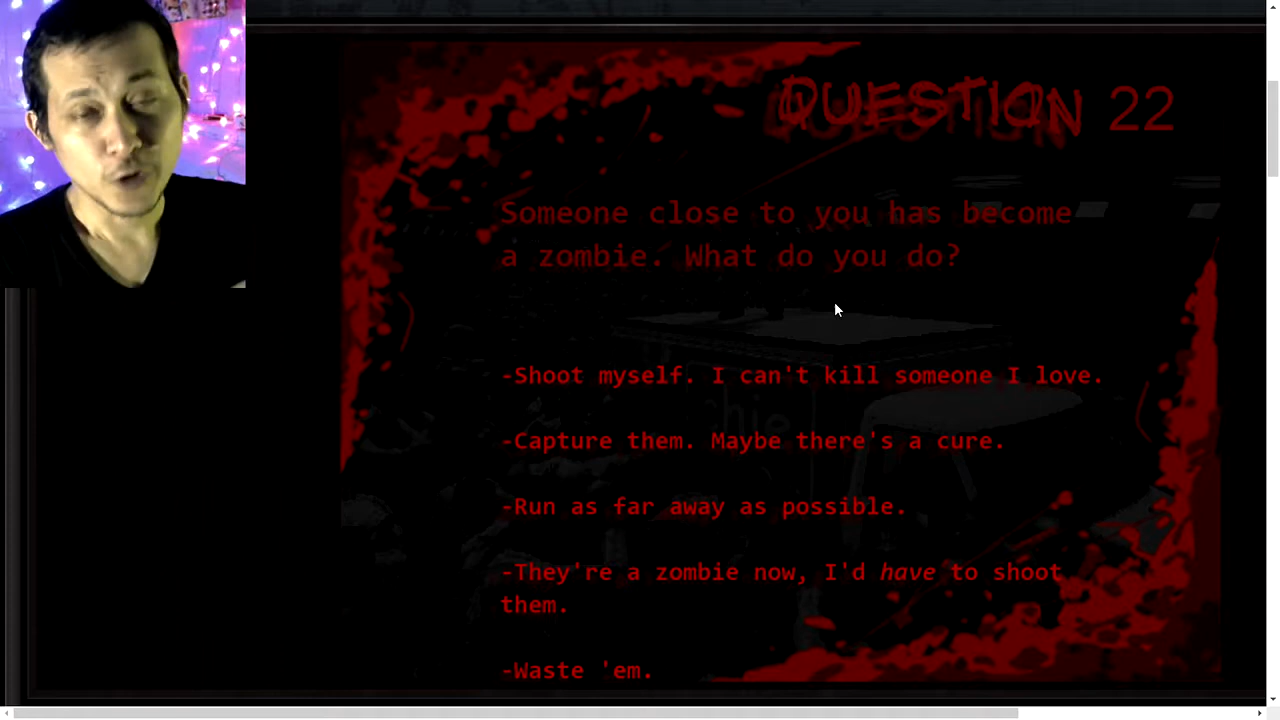 QUESTION 22
Someone close to you has become
a zombie. What do you do?
-Shoot myself. I can't kill someone I love.
-Capture them. Maybe there's a cure.
-Run as far away as possible.
-They're a zombie now, I'd have to shoot
them.
-Waste 'em.